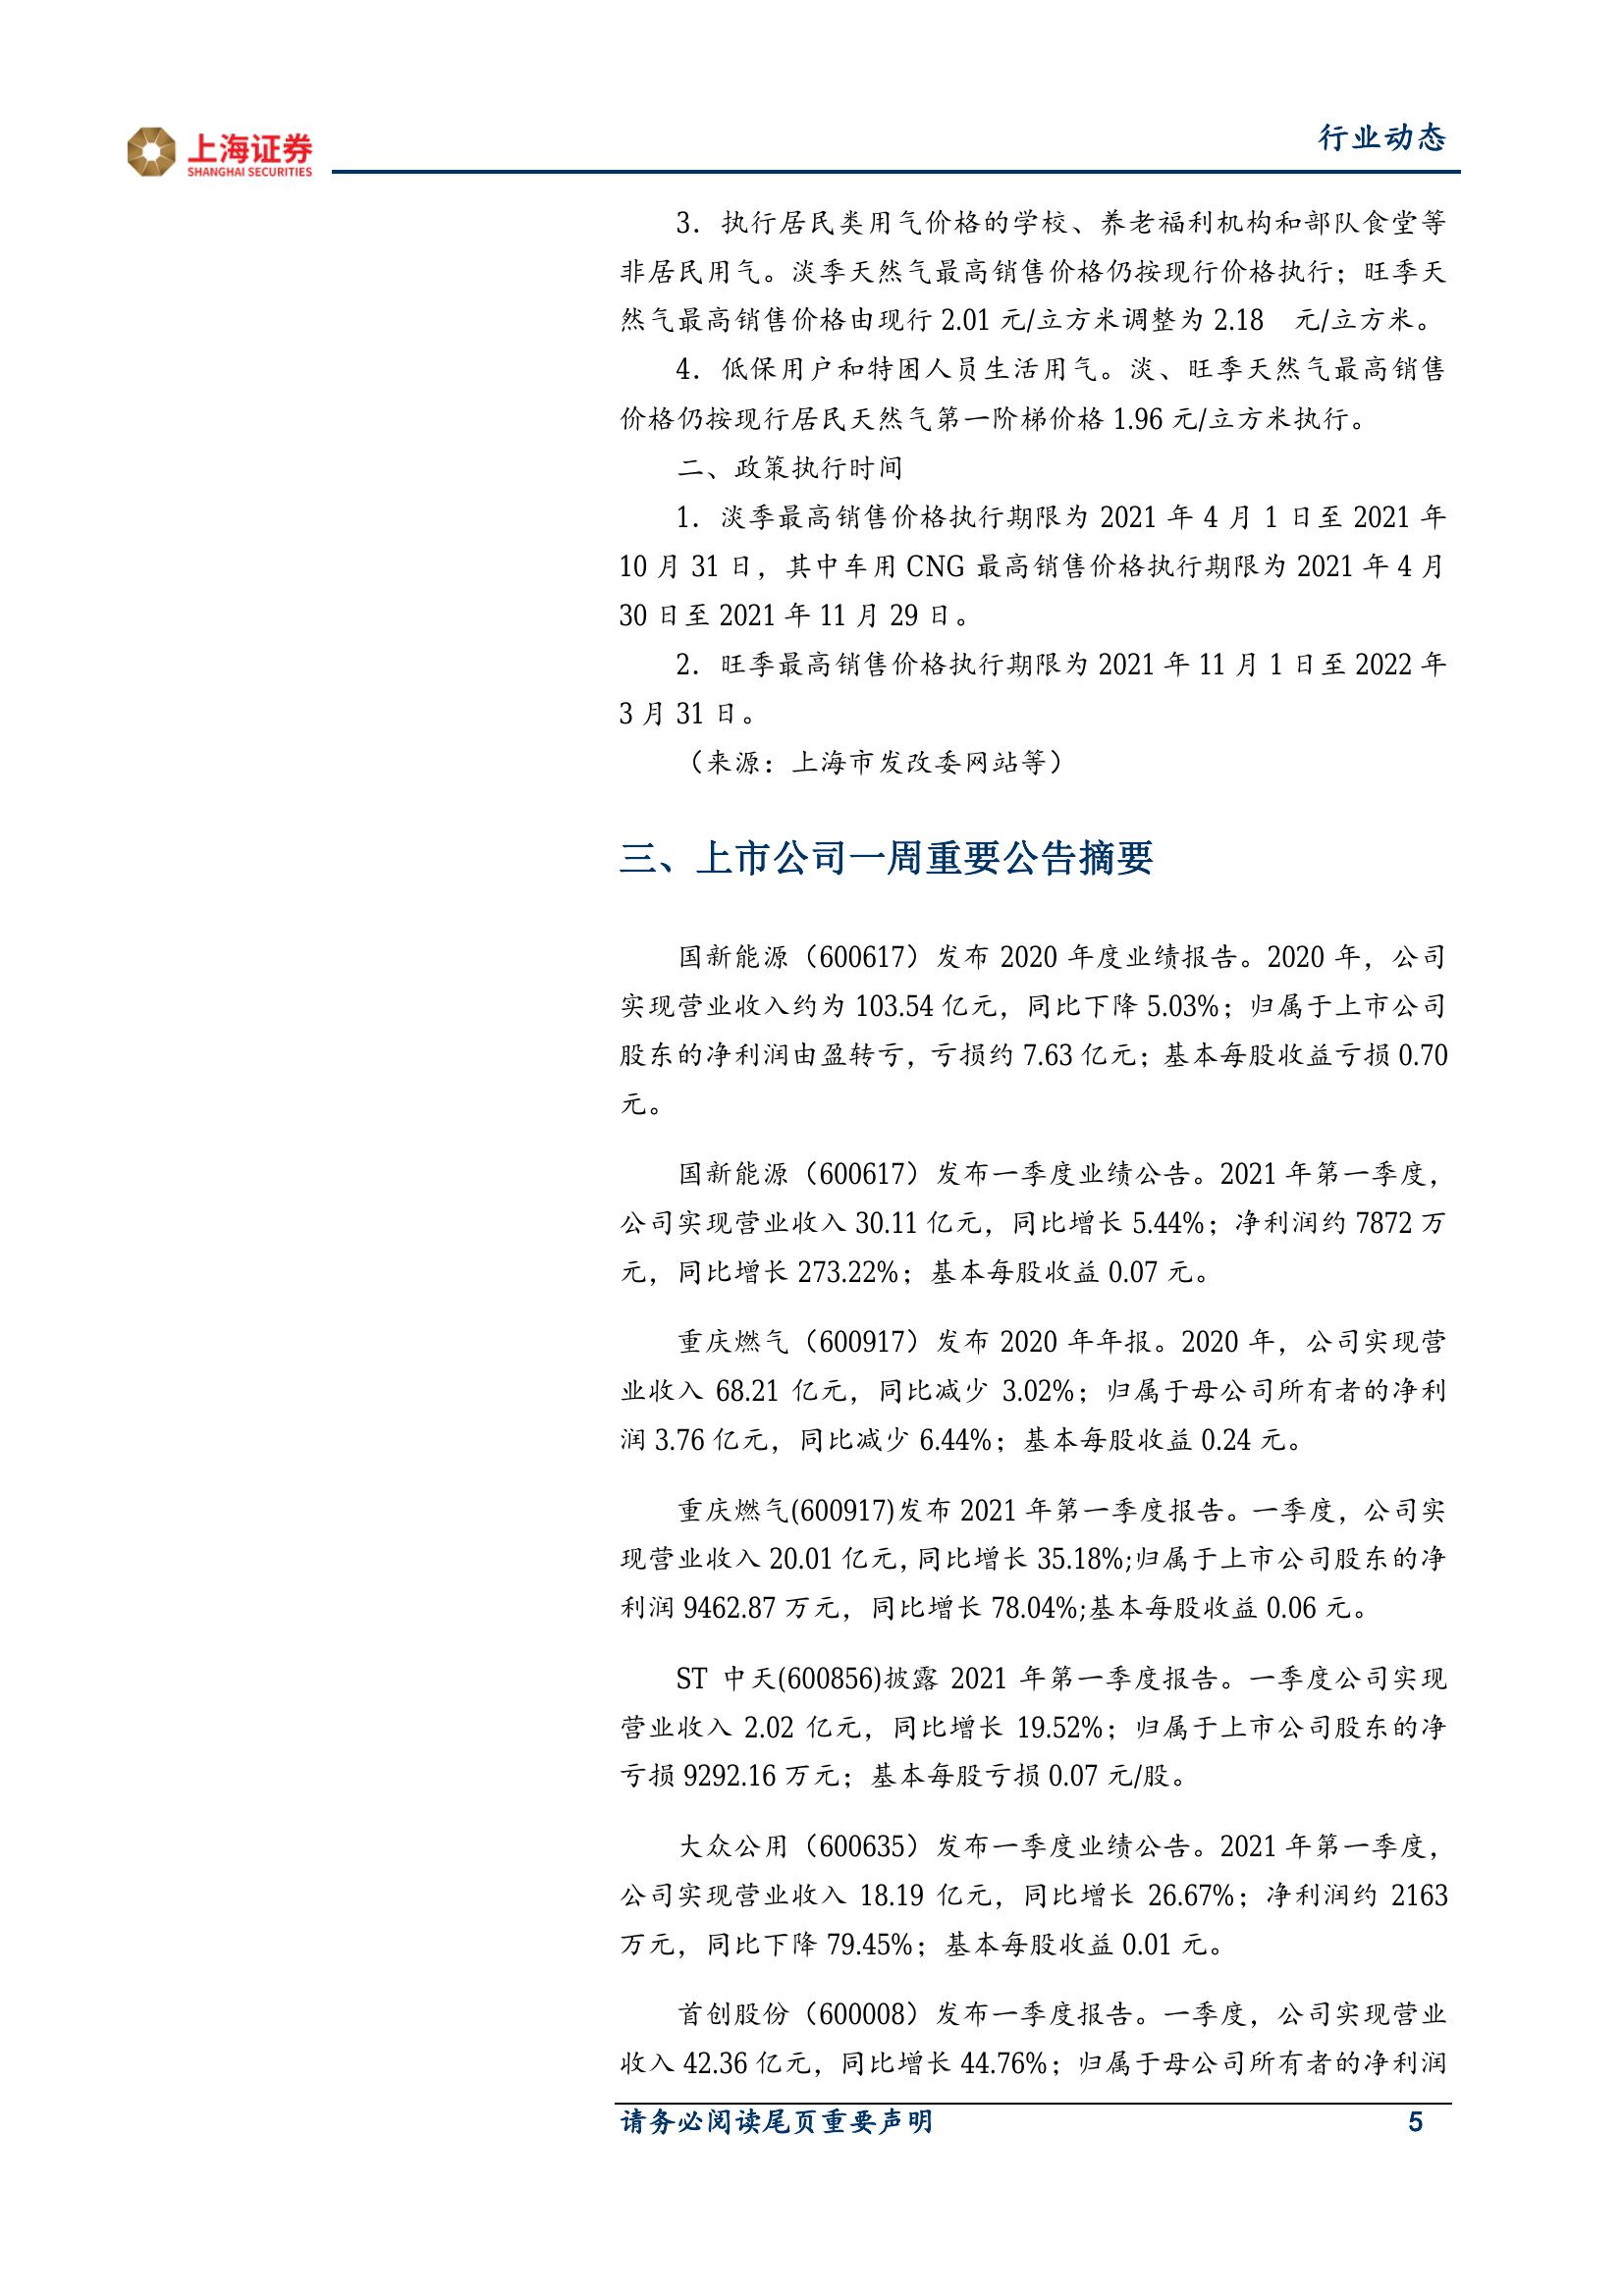 上海证券
SHANGHAI SECURITIES
行业动态
3．执行居民类用气价格的学校、养老福利机构和部队食堂等
非居民用气。淡季天然气最高销售价格仍按现行价格执行；旺季天
然气最高销售价格由现行 2.01 元/立方米调整为 2.18 元/立方米。
4．低保用户和特困人员生活用气。淡、旺季天然气最高销售
价格仍按现行居民天然气第一阶梯价格 1.96 元/立方米执行。
二、政策执行时间
1．淡季最高销售价格执行期限为 2021 年 4 月 1 日至 2021 年
10 月 31 日，其中车用 CNG 最高销售价格执行期限为 2021 年 4 月
30 日至 2021 年 11 月 29 日。
2．旺季最高销售价格执行期限为 2021 年 11 月 1 日至 2022 年
3 月 31 日。
（来源：上海市发改委网站等）
三、上市公司一周重要公告摘要
国新能源（600617）发布 2020 年度业绩报告。2020 年，公司
实现营业收入约为 103.54 亿元，同比下降 5.03%；归属于上市公司
股东的净利润由盈转亏，亏损约 7.63 亿元；基本每股收益亏损 0.70
元。
国新能源（600617）发布一季度业绩公告。2021 年第一季度，
公司实现营业收入 30.11 亿元，同比增长 5.44%；净利润约 7872 万
元，同比增长 273.22%；基本每股收益 0.07 元。
重庆燃气（600917）发布 2020 年年报。2020 年，公司实现营
业收入 68.21 亿元，同比减少 3.02%；归属于母公司所有者的净利
润 3.76 亿元，同比减少 6.44%；基本每股收益 0.24 元。
重庆燃气(600917)发布 2021 年第一季度报告。一季度，公司实
现营业收入 20.01 亿元，同比增长 35.18%;归属于上市公司股东的净
利润 9462.87 万元，同比增长 78.04%;基本每股收益 0.06 元。
ST 中天(600856)披露 2021 年第一季度报告。一季度公司实现
营业收入 2.02 亿元，同比增长 19.52%；归属于上市公司股东的净
亏损 9292.16 万元；基本每股亏损 0.07 元/股。
大众公用（600635）发布一季度业绩公告。2021 年第一季度，
公司实现营业收入 18.19 亿元，同比增长 26.67%；净利润约 2163
万元，同比下降 79.45%；基本每股收益 0.01 元。
首创股份（600008）发布一季度报告。一季度，公司实现营业
收入 42.36 亿元，同比增长 44.76%；归属于母公司所有者的净利润
请务必阅读尾页重要声明 5